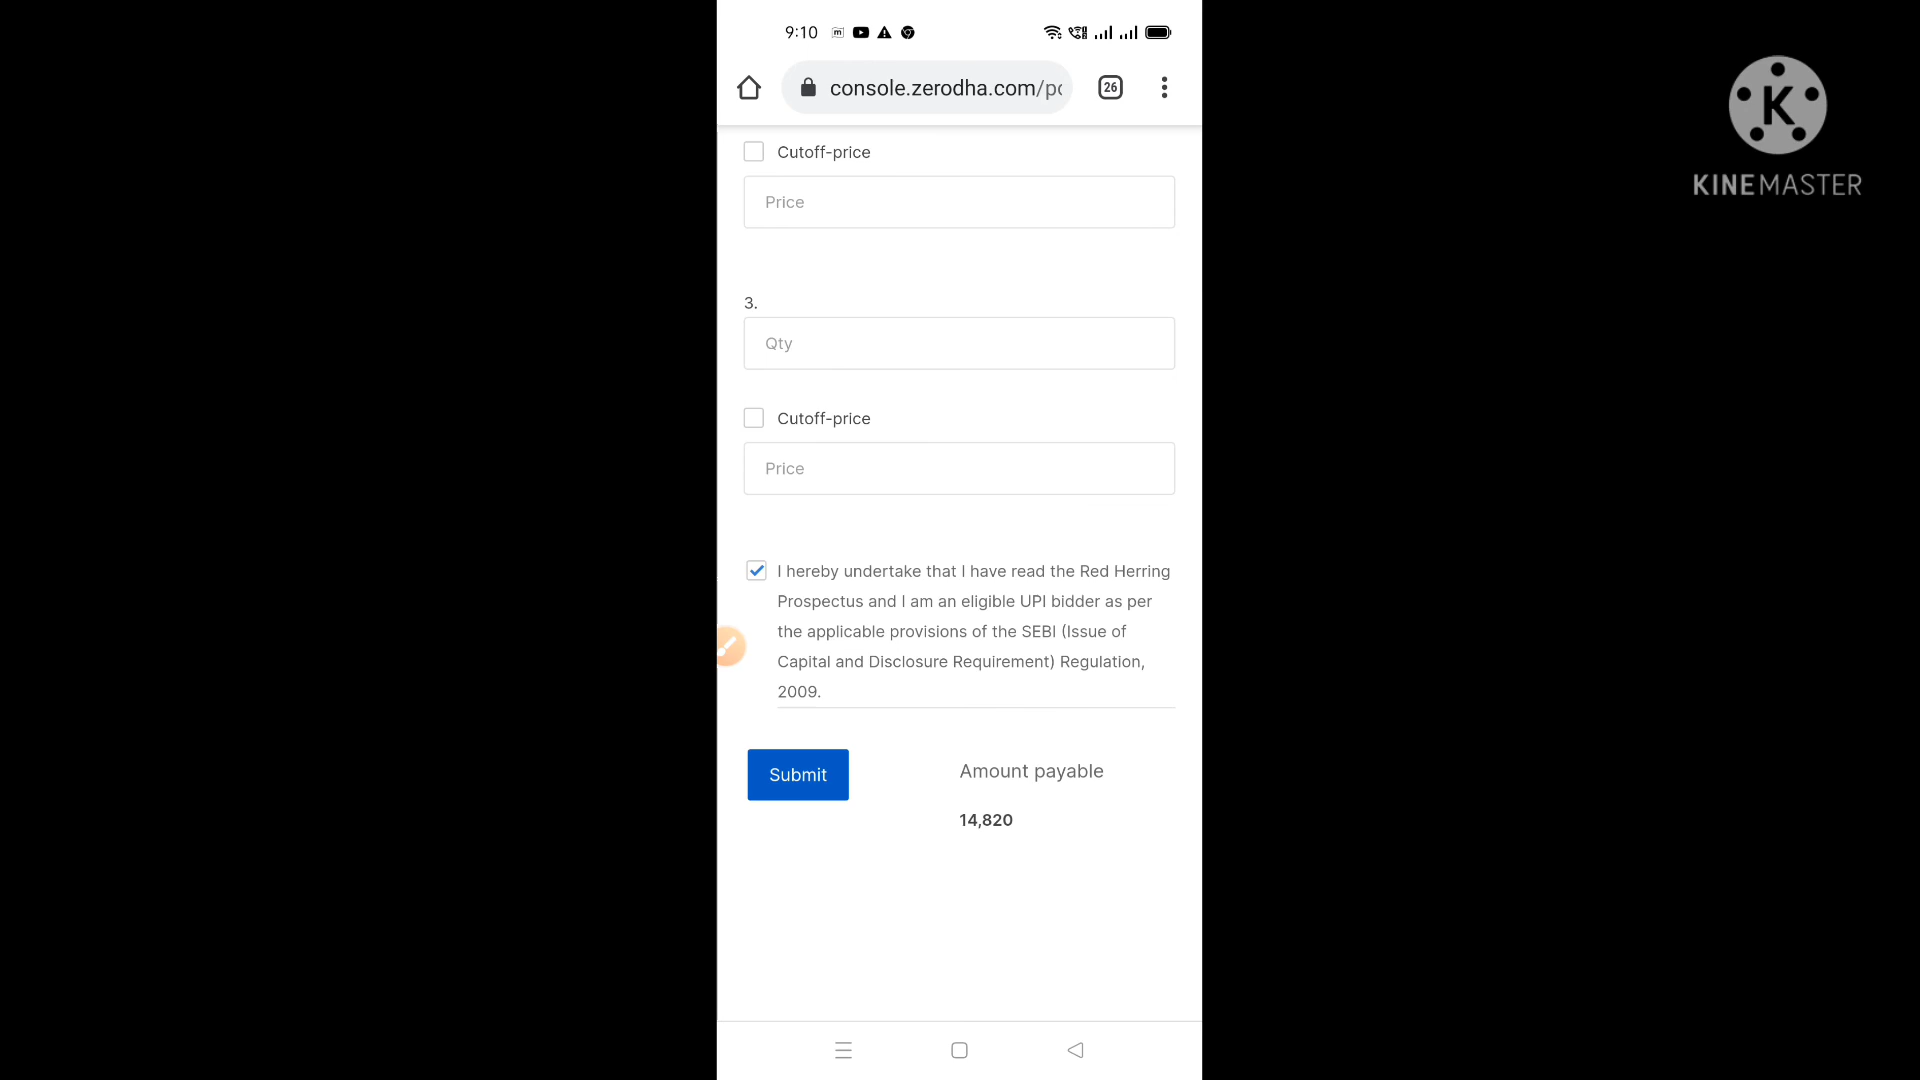 9:10
console.zerodha.com/po
26
K
KINEMASTER
Cutoff-price
Price
3.
Qty
Cutoff-price
Price
I hereby undertake that I have read the Red Herring
Prospectus and I am an eligible UPI bidder as per
the applicable provisions of the SEBI (Issue of
Capital and Disclosure Requirement) Regulation,
2009.
Submit
Amount payable
14,820